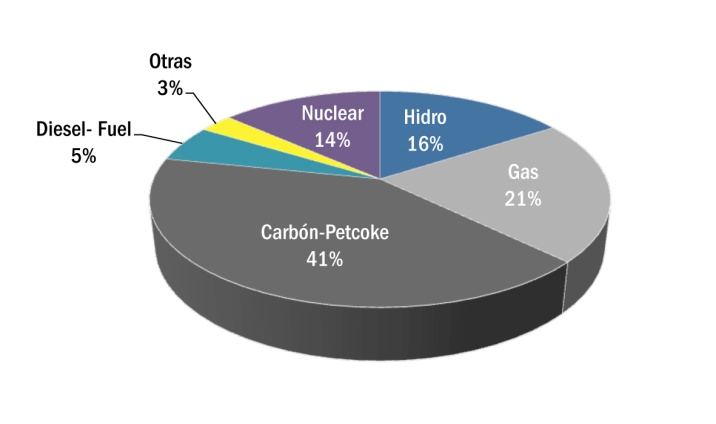 Otras
3%
Diesel- Fuel
5%
Nuclear
14%
Hidro
16%
Gas
21%
Carbón-Petcoke
41%